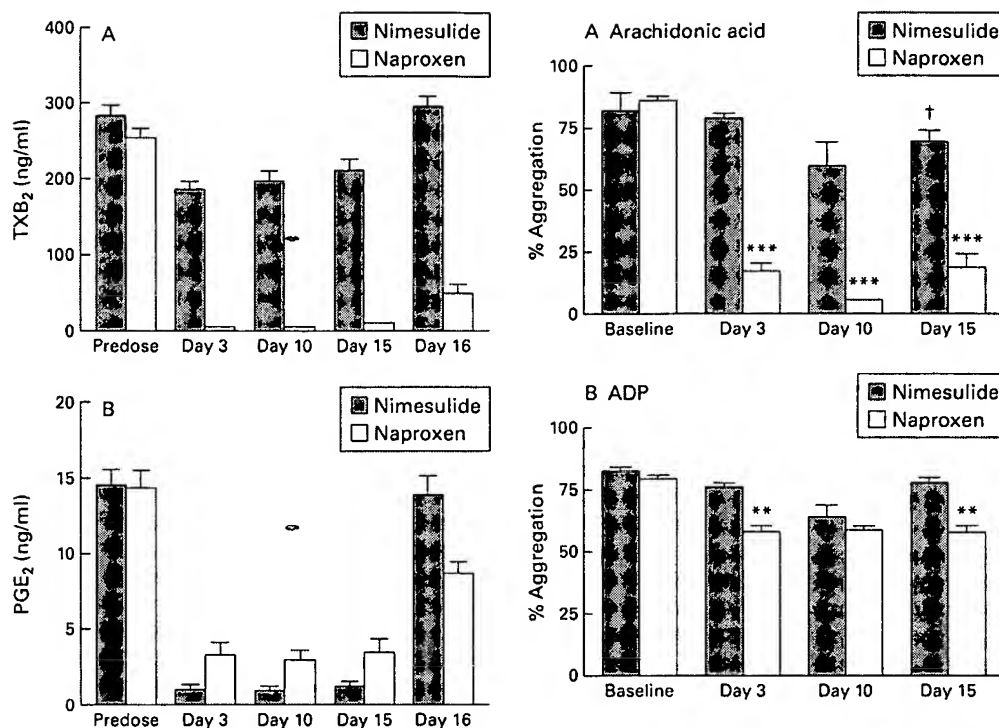 A
Nimesulide
Naproxen
TXB₂ (ng/ml)
400
300
200
100
0
Predose Day 3 Day 10 Day 15 Day 16
B
Nimesulide
Naproxen
PGE₂ (ng/ml)
20
15
10
5
0
Predose Day 3 Day 10 Day 15 Day 16
A Arachidonic acid
Nimesulide
Naproxen
% Aggregation
100
75
50
25
0
***
***
†
***
Baseline Day 3 Day 10 Day 15
B ADP
Nimesulide
Naproxen
% Aggregation
100
75
50
25
0
**
**
Baseline Day 3 Day 10 Day 15